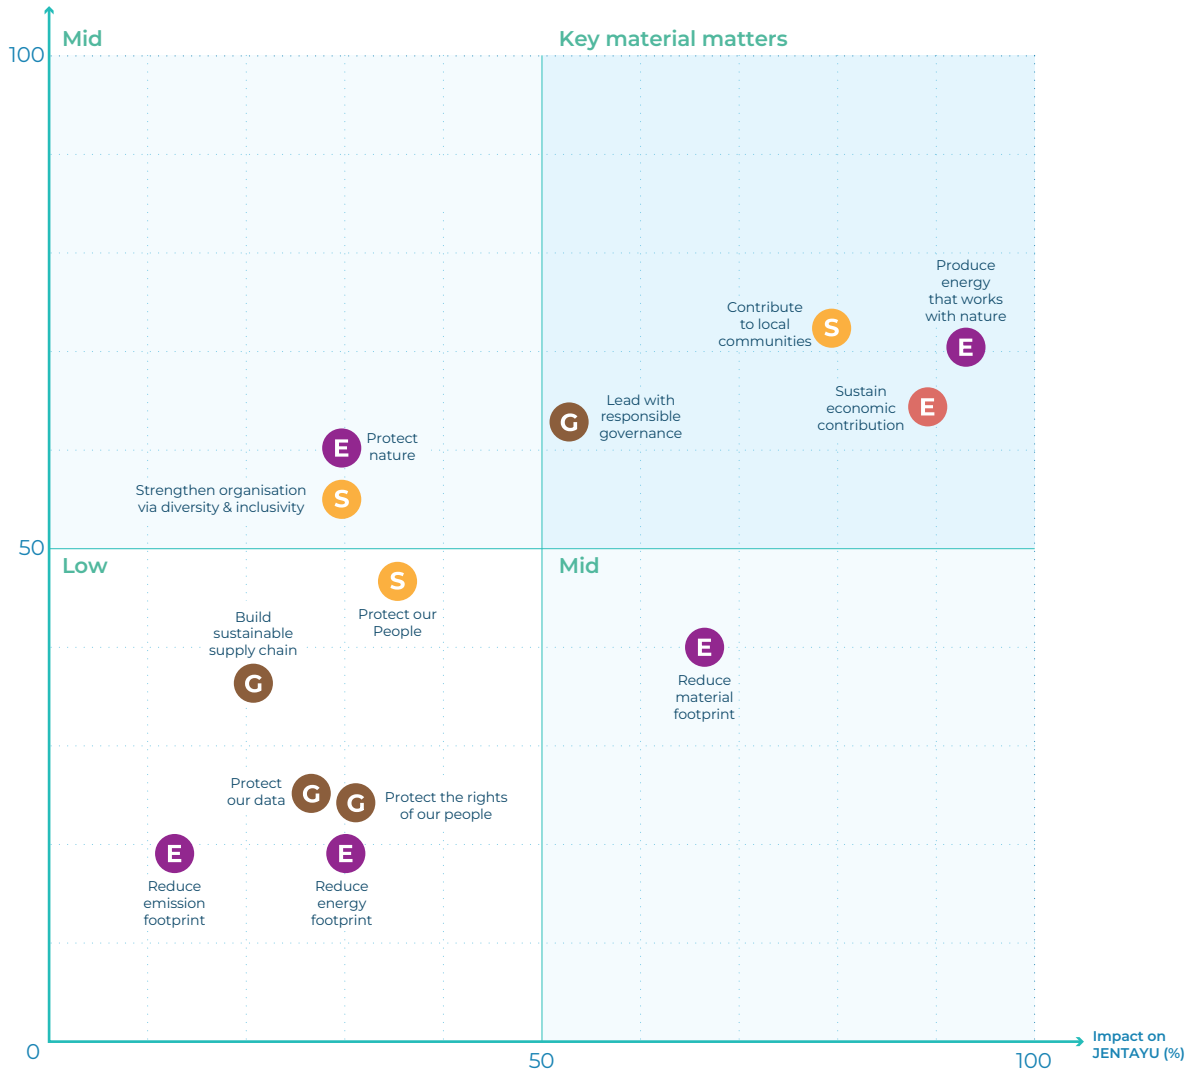 Mid
Key material matters
100
Produce
energy
that works
with nature
Contribute
to local
communities
S
E
Sustain
economic
contribution
E
Lead with
responsible
governance
G
E
Protect
nature
Strengthen organisation
via diversity & inclusivity
S
50
Low
Mid
S
Protect our
People
Build
sustainable
supply chain
G
E
Reduce
material
footprint
Protect
our data
G
G
Protect the rights
of our people
E
Reduce
emission
footprint
E
Reduce
energy
footprint
0
50
100
Impact on
JENTAYU (%)